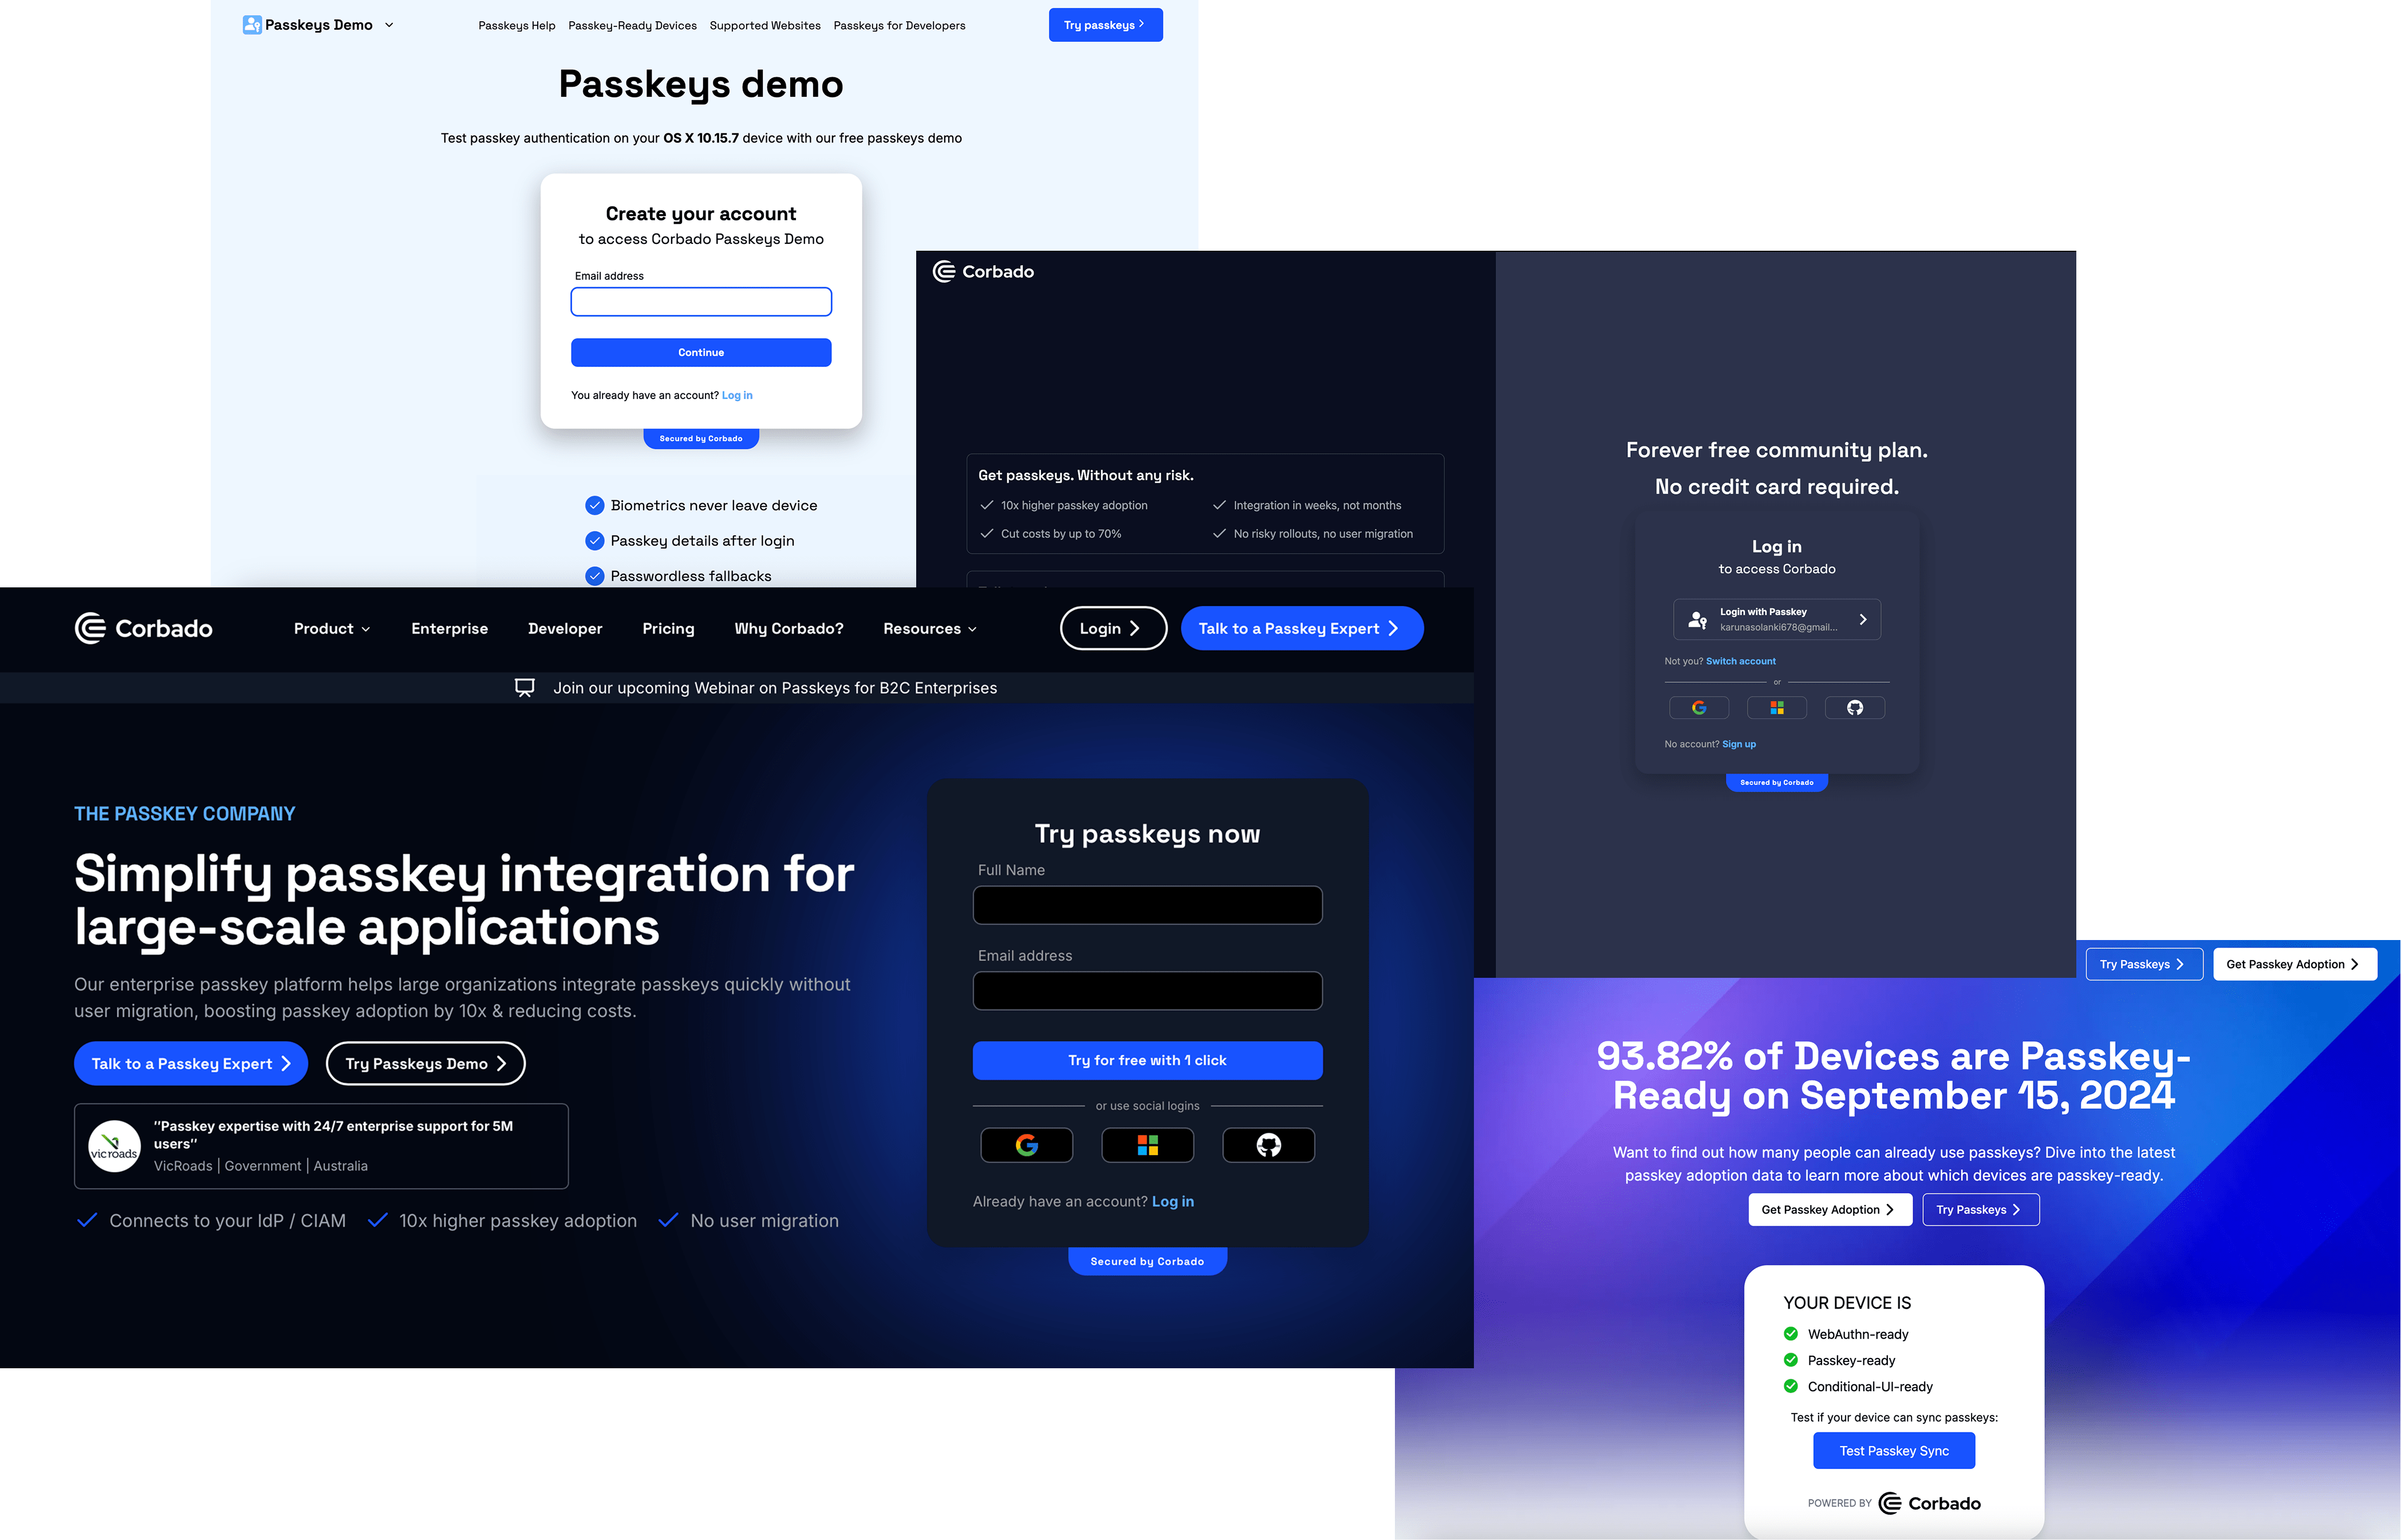 Passkeys Demo
Passkeys Help Passkey-Ready Devices Supported Websites Passkeys for Developers
Try passkeys
Passkeys demo
Test passkey authentication on your OS X 10.15.7 device with our free passkeys demo
Create your account
to access Corbado Passkeys Demo
Email address
Continue
You already have an account? Log in
Secured by Corbado
Biometrics never leave device
Passkey details after login
Passwordless fallbacks
Corbado
Get passkeys. Without any risk.
10x higher passkey adoption
Integration in weeks, not months
Cut costs by up to 70%
No risky rollouts, no user migration
Forever free community plan.
No credit card required.
Log in
to access Corbado
Login with Passkey
karunasolanki678@gmail...
Not you? Switch account
or
No account? Sign up
Secured by Corbado
Corbado
Product Enterprise Developer Pricing Why Corbado? Resources
Login
Talk to a Passkey Expert
Join our upcoming Webinar on Passkeys for B2C Enterprises
THE PASSKEY COMPANY
Simplify passkey integration for
large-scale applications
Our enterprise passkey platform helps large organizations integrate passkeys quickly without
user migration, boosting passkey adoption by 10x & reducing costs.
Talk to a Passkey Expert
Try Passkeys Demo
vicroads
"Passkey expertise with 24/7 enterprise support for 5M
users"
VicRoads | Government | Australia
Connects to your IdP / CIAM
10x higher passkey adoption
No user migration
Try passkeys now
Full Name
Email address
Try for free with 1 click
or use social logins
Already have an account? Log in
Secured by Corbado
Try Passkeys
Get Passkey Adoption
93.82% of Devices are Passkey-
Ready on September 15, 2024
Want to find out how many people can already use passkeys? Dive into the latest
passkey adoption data to learn more about which devices are passkey-ready.
Get Passkey Adoption
Try Passkeys
YOUR DEVICE IS
WebAuthn-ready
Passkey-ready
Conditional-UI-ready
Test if your device can sync passkeys:
Test Passkey Sync
POWERED BY Corbado